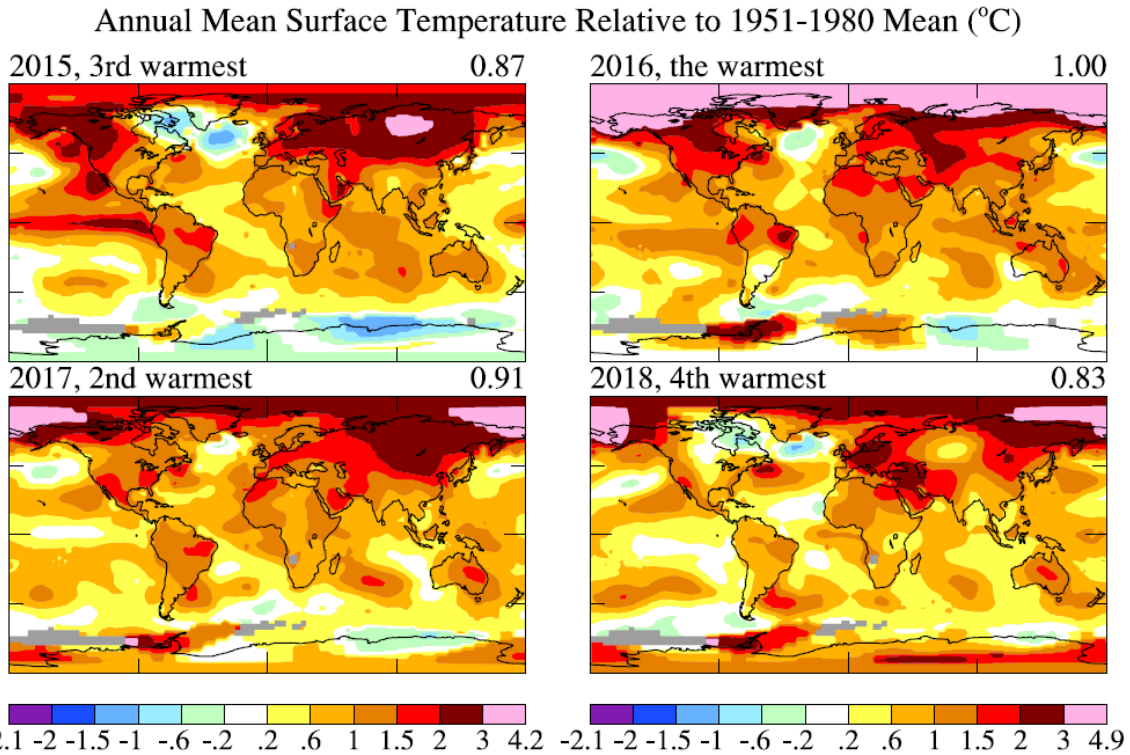 Annual Mean Surface Temperature Relative to 1951-1980 Mean (°C)
2015, 3rd warmest 0.87
2016, the warmest 1.00
2017, 2nd warmest 0.91
2018, 4th warmest 0.83
2.1 -2 -1.5 -1 -.6 -.2 .2 .6 1 1.5 2 3 4.2
-2.1 -2 -1.5 -1 -.6 -.2 .2 .6 1 1.5 2 3 4.9